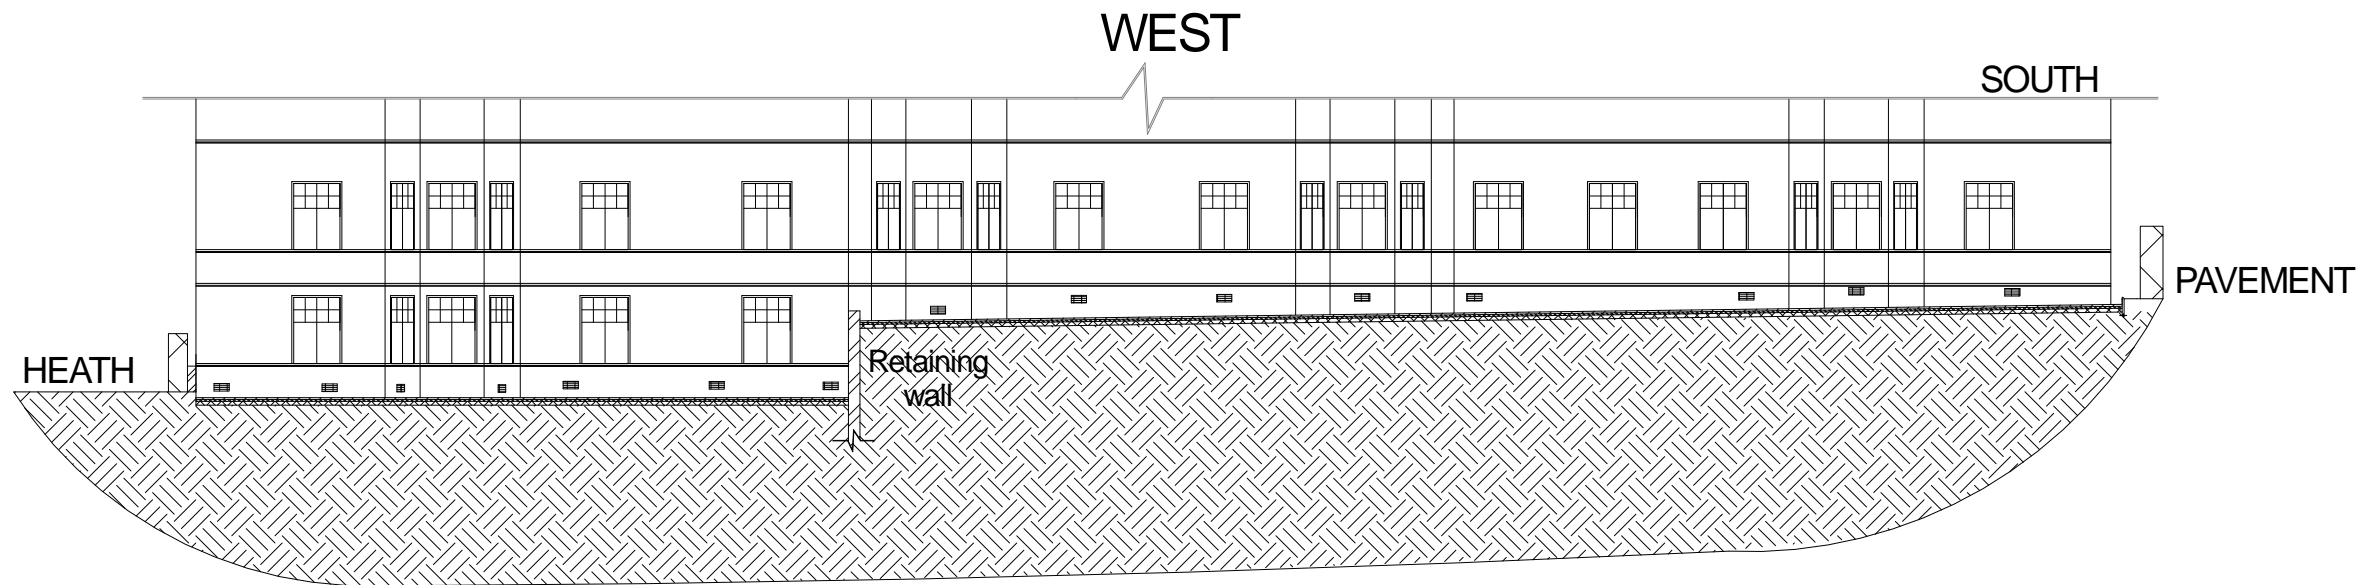 WEST
SOUTH
PAVEMENT
HEATH
Retaining
wall